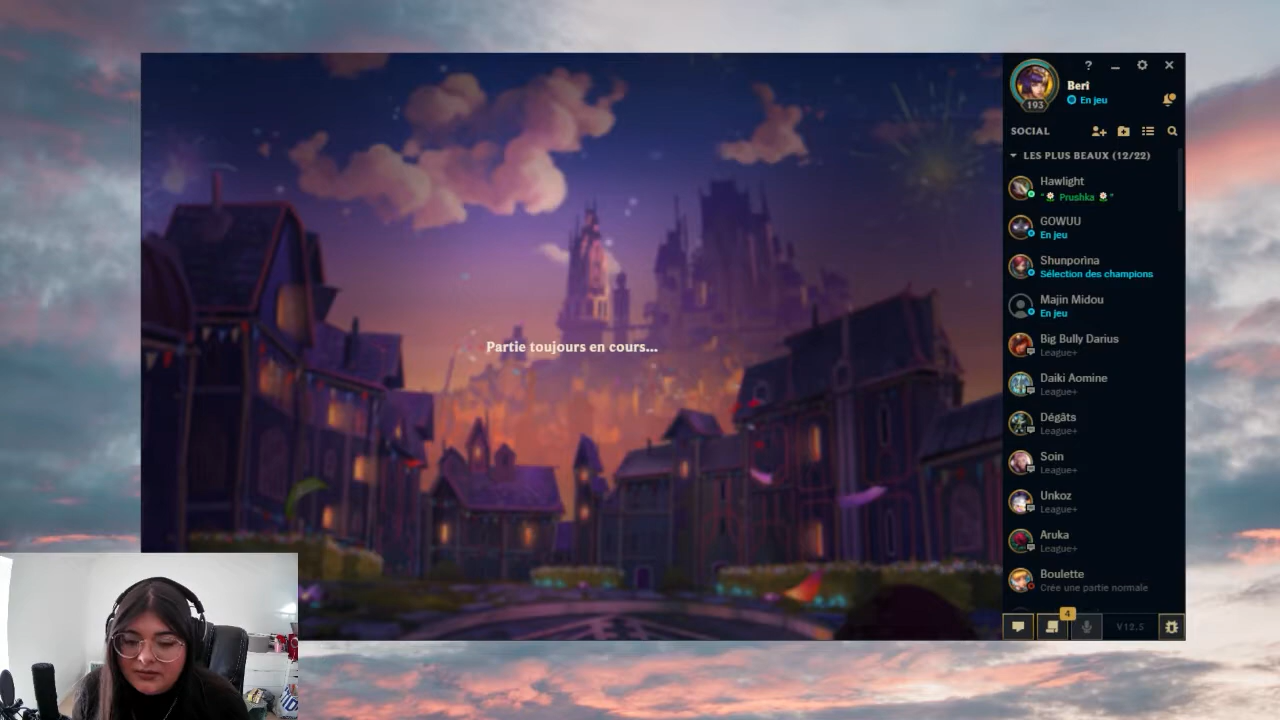 ?
Beri
193
En jeu
SOCIAL
LES PLUS BEAUX (12/22)
Hawlight
" Prushka "
GOWUU
En jeu
Shunporìna
Sélection des champions
Majin Midou
En jeu
Partie toujours en cours...
Big Bully Darius
League+
Daiki Aomine
League+
Dégâts
League+
Soin
League+
Unkoz
League+
Aruka
League+
Boulette
Crée une partie normale
4
V12.5